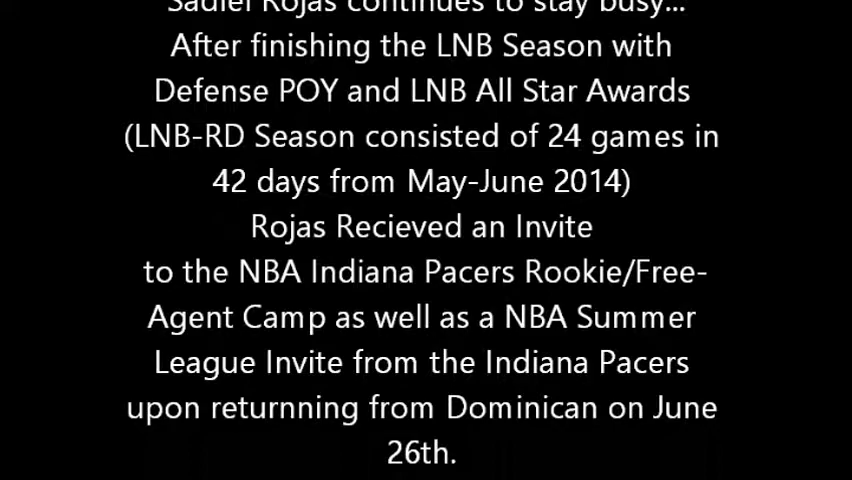 Sadiel Rojas continues to stay busy...
After finishing the LNB Season with
Defense POY and LNB All Star Awards
(LNB-RD Season consisted of 24 games in
42 days from May-June 2014)
Rojas Recieved an Invite
to the NBA Indiana Pacers Rookie/Free-
Agent Camp as well as a NBA Summer
League Invite from the Indiana Pacers
upon returnning from Dominican on June
26th.